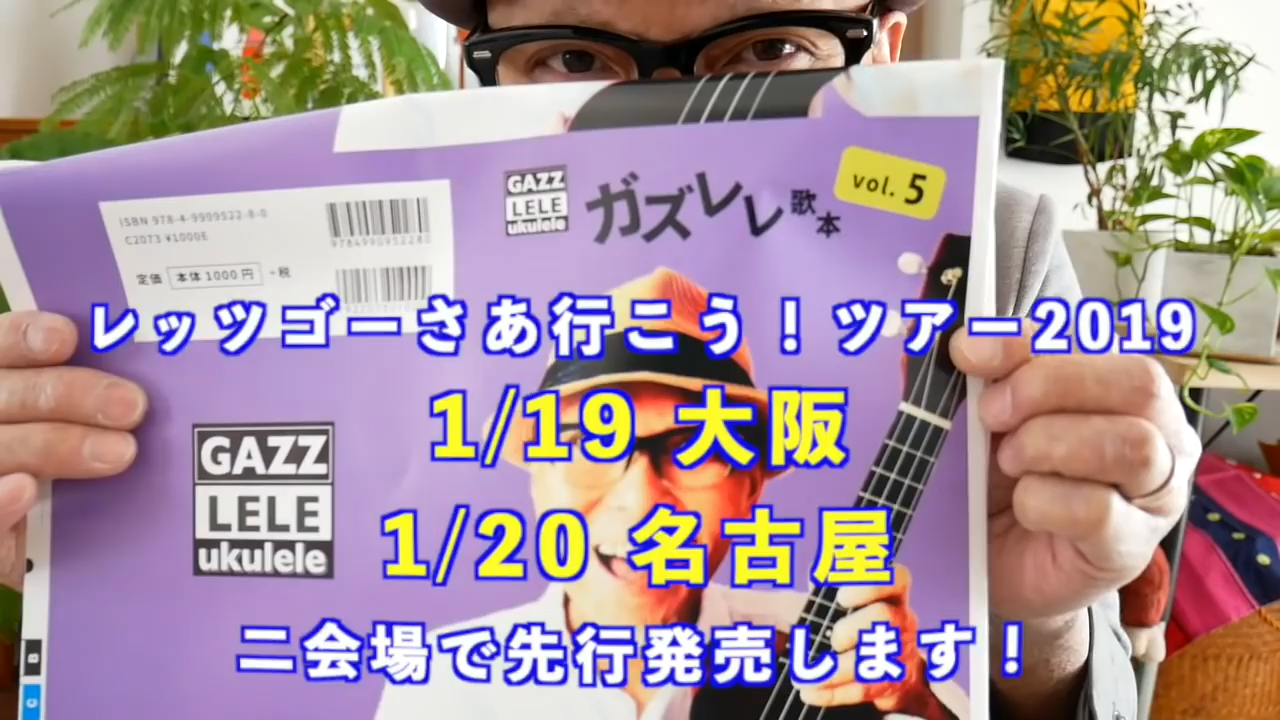 GAZZ
LELE
ukulele
ガズレレ
歌本
vol. 5
ISBN 978-4-9909522-8-0
C2073 ¥1000E
9784990952280
定価 本体1000円 +税
レッツゴーさあ行こう！ツアー2019
1/19 大阪
GAZZ
LELE
ukulele
1/20 名古屋
二会場で先行発売します！
B
C